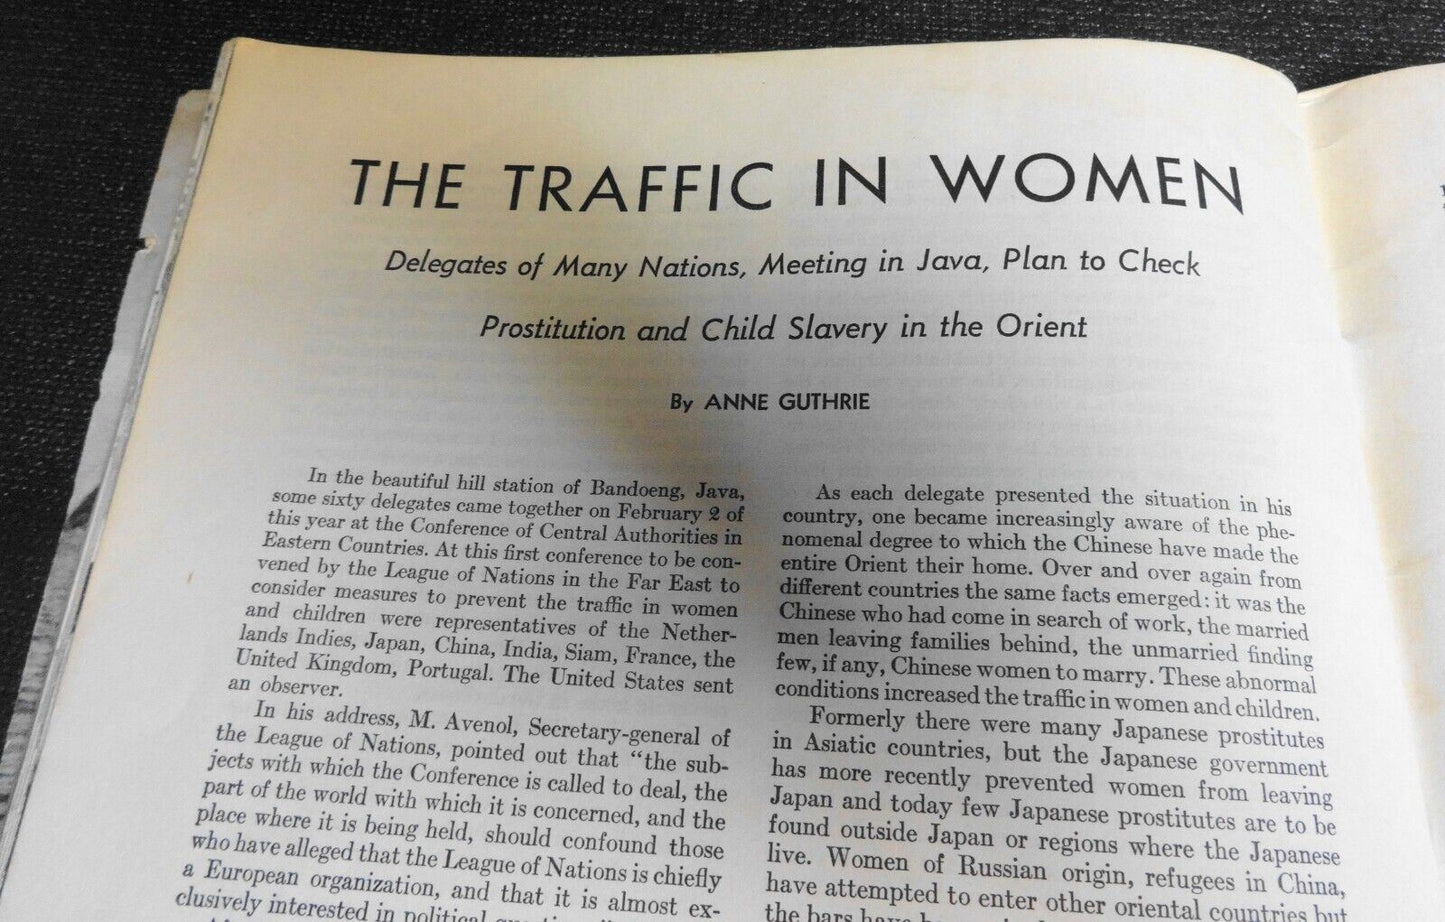 THE TRAFFIC IN WOMEN
Delegates of Many Nations, Meeting in Java, Plan to Check
Prostitution and Child Slavery in the Orient
By ANNE GUTHRIE
In the beautiful hill station of Bandoeng, Java,
some sixty delegates came together on February 2 of
this year at the Conference of Central Authorities in
Eastern Countries. At this first conference to be con-
vened by the League of Nations in the Far East to
consider measures to prevent the traffic in women
and children were representatives of the Nether-
lands Indies, Japan, China, India, Siam, France, the
United Kingdom, Portugal. The United States sent
an observer.
In his address, M. Avenol, Secretary-general of
the League of Nations, pointed out that "the sub-
jects with which the Conference is called to deal, the
part of the world with which it is concerned, and the
place where it is being held, should confound those
who have alleged that the League of Nations is chiefly
a European organization, and that it is almost ex-
clusively interested in political
As each delegate presented the situation in his
country, one became increasingly aware of the phe-
nomenal degree to which the Chinese have made the
entire Orient their home. Over and over again from
different countries the same facts emerged: it was the
Chinese who had come in search of work, the married
men leaving families behind, the unmarried finding
few, if any, Chinese women to marry. These abnormal
conditions increased the traffic in women and children.
Formerly there were many Japanese prostitutes
in Asiatic countries, but the Japanese government
has more recently prevented women from leaving
Japan and today few Japanese prostitutes are to be
found outside Japan or regions where the Japanese
live. Women of Russian origin, refugees in China,
have attempted to enter other oriental countries but
the bars have